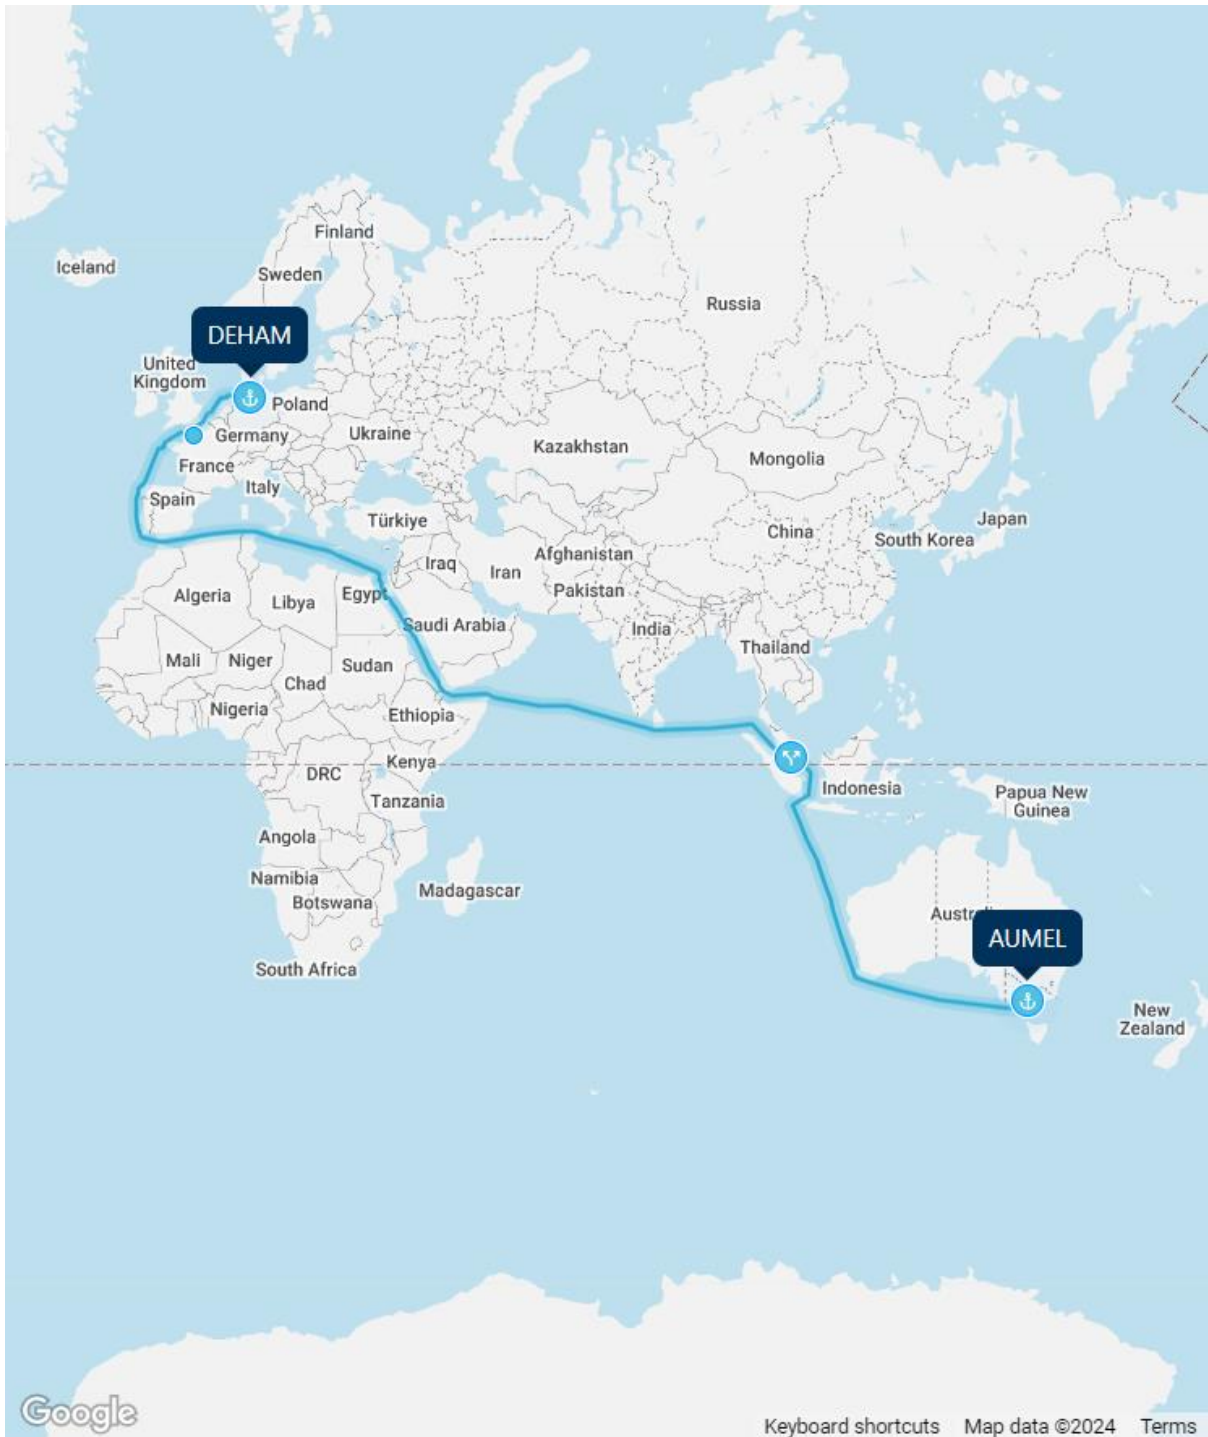 Finland
Iceland
Sweden
Russia
DEHAM
United
Kingdom
Poland
Germany
Ukraine
Kazakhstan
Mongolia
France
Italy
Spain
Türkiye
Japan
China
South Korea
Afghanistan
Iraq
Iran
Pakistan
Algeria
Libya
Egypt
Saudi Arabia
India
Thailand
Mali
Niger
Sudan
Chad
Nigeria
Ethiopia
Kenya
DRC
Indonesia
Tanzania
Papua New
Guinea
Angola
Namibia
Botswana
Madagascar
Austr
AUMEL
South Africa
New
Zealand
Google
Keyboard shortcuts Map data ©2024 Terms